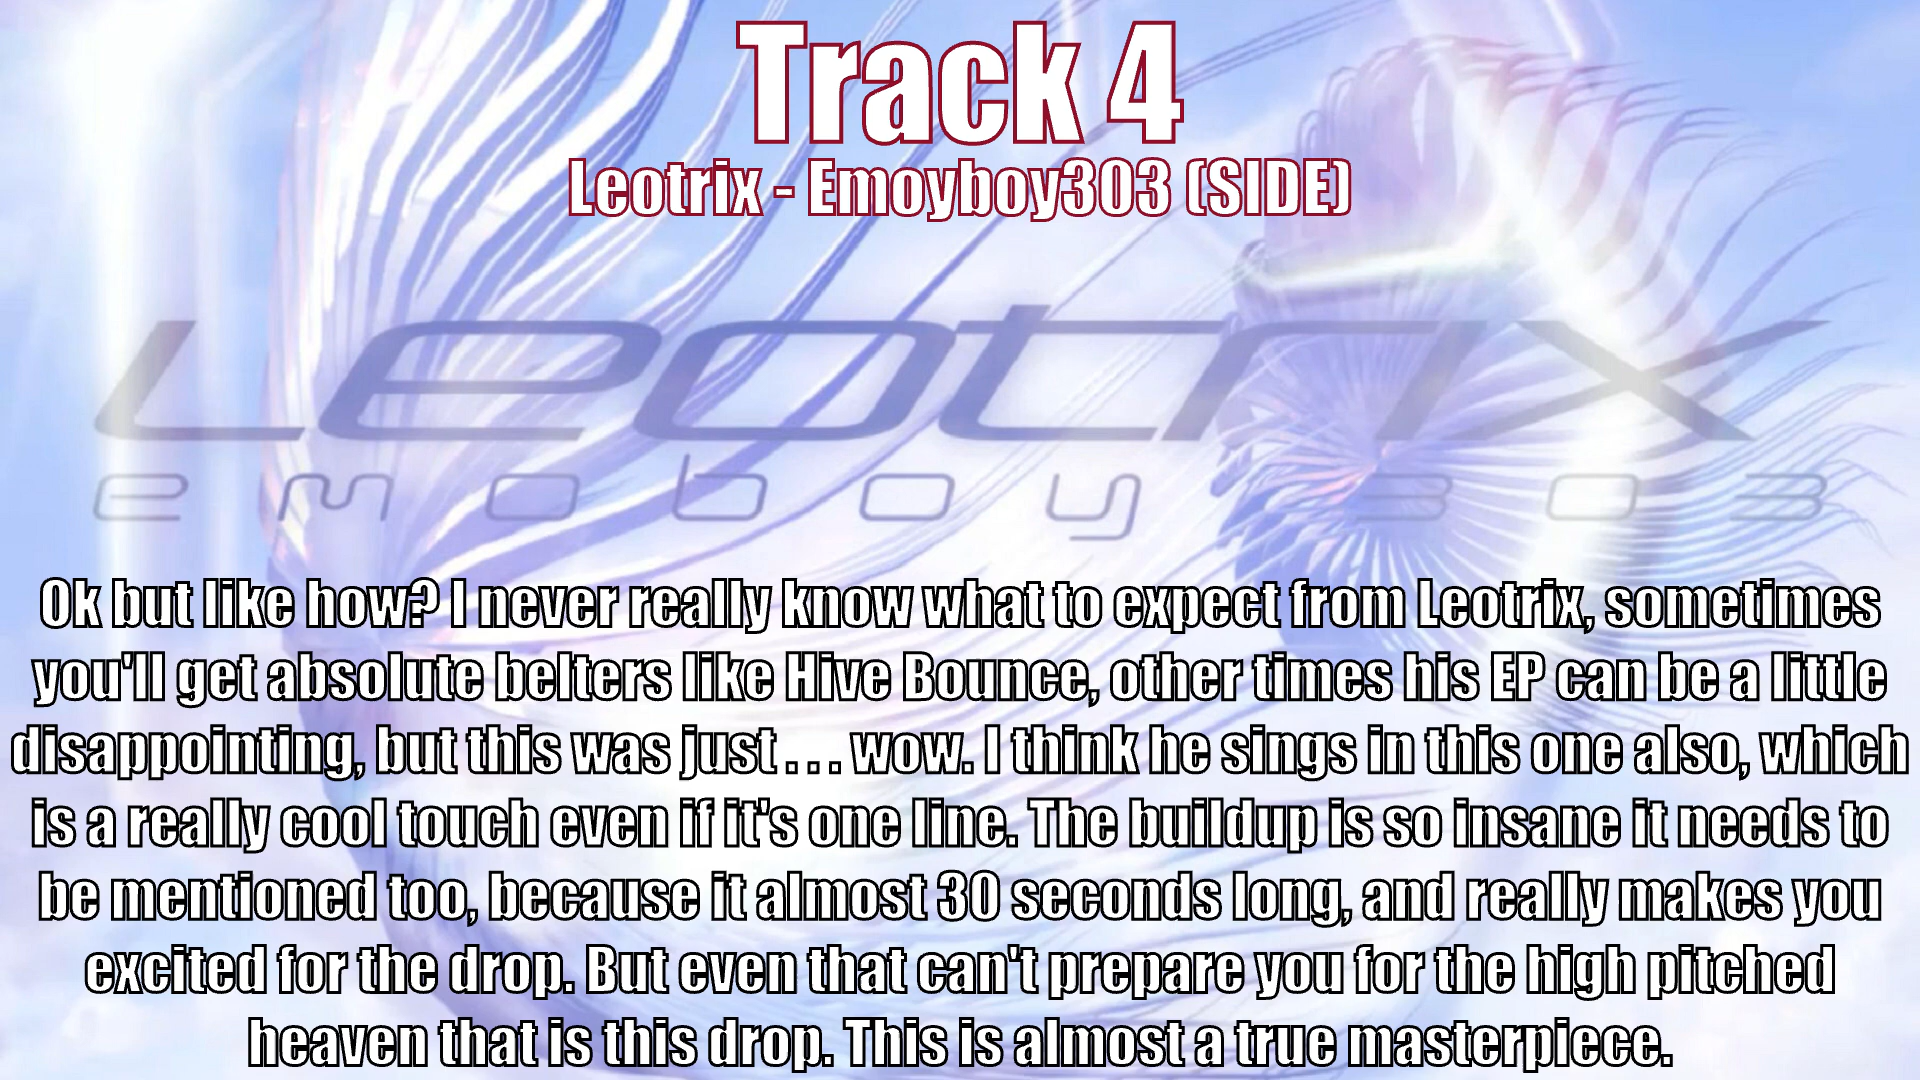 Track 4
Leotrix - Emoyboy303 (SIDE)
Leotrix
emoboy 303
Ok but like how? I never really know what to expect from Leotrix, sometimes
you'll get absolute belters like Hive Bounce, other times his EP can be a little
disappointing, but this was just . . . wow. I think he sings in this one also, which
is a really cool touch even if it's one line. The buildup is so insane it needs to
be mentioned too, because it almost 30 seconds long, and really makes you
excited for the drop. But even that can't prepare you for the high pitched
heaven that is this drop. This is almost a true masterpiece.